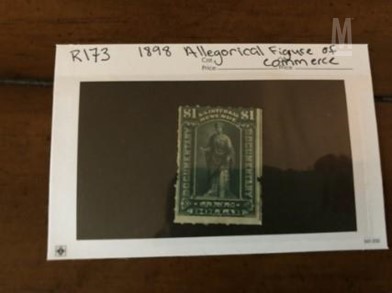 R173 1898 Allegorical Figure of
Cat. commerce
Price
M
$1 $1
DOCUMENTARY
DOCUMENTARY